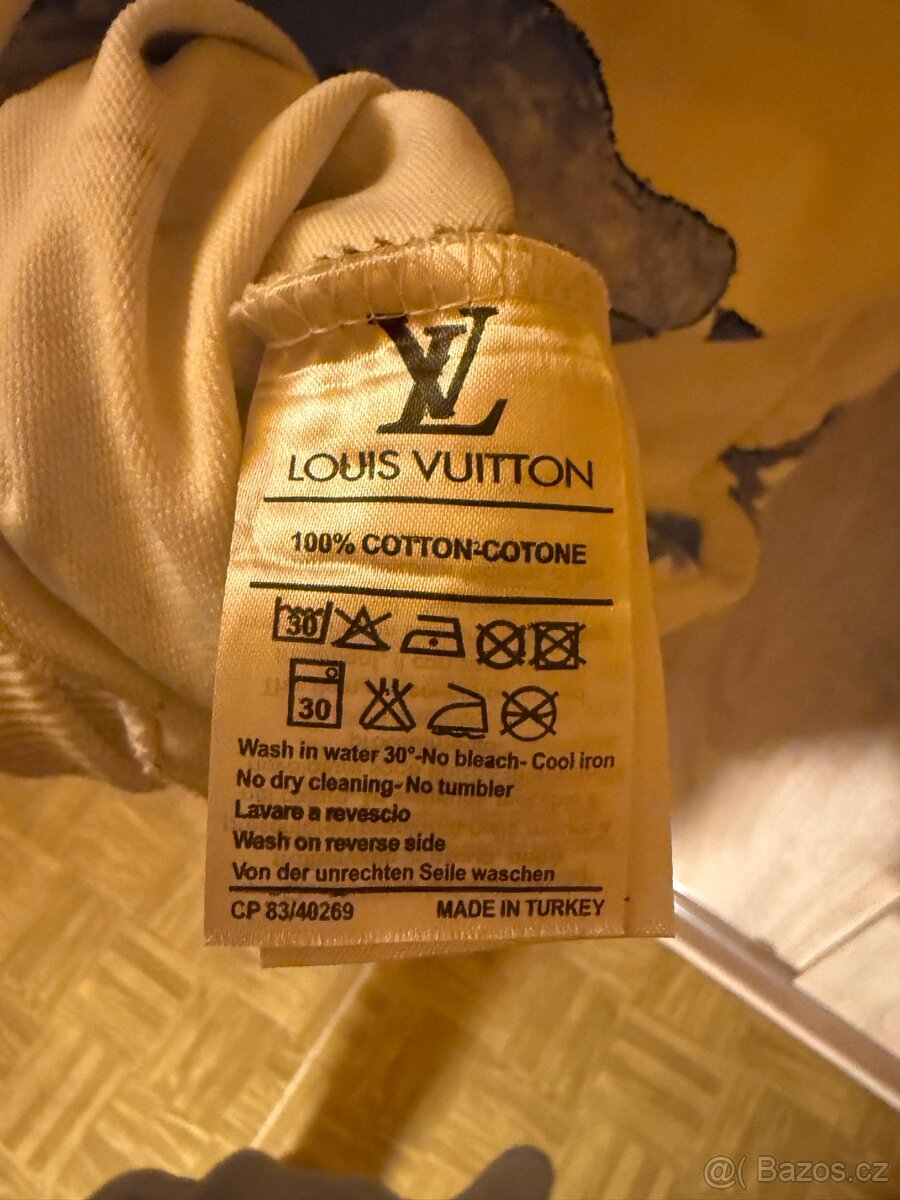 LV
LOUIS VUITTON
100% COTTON-COTONE
30
30
Wash in water 30°-No bleach- Cool iron
No dry cleaning-No tumbler
Lavare a revescio
Wash on reverse side
Von der unrechten Seile waschen
CP 83/40269 MADE IN TURKEY
@( Bazos.cz